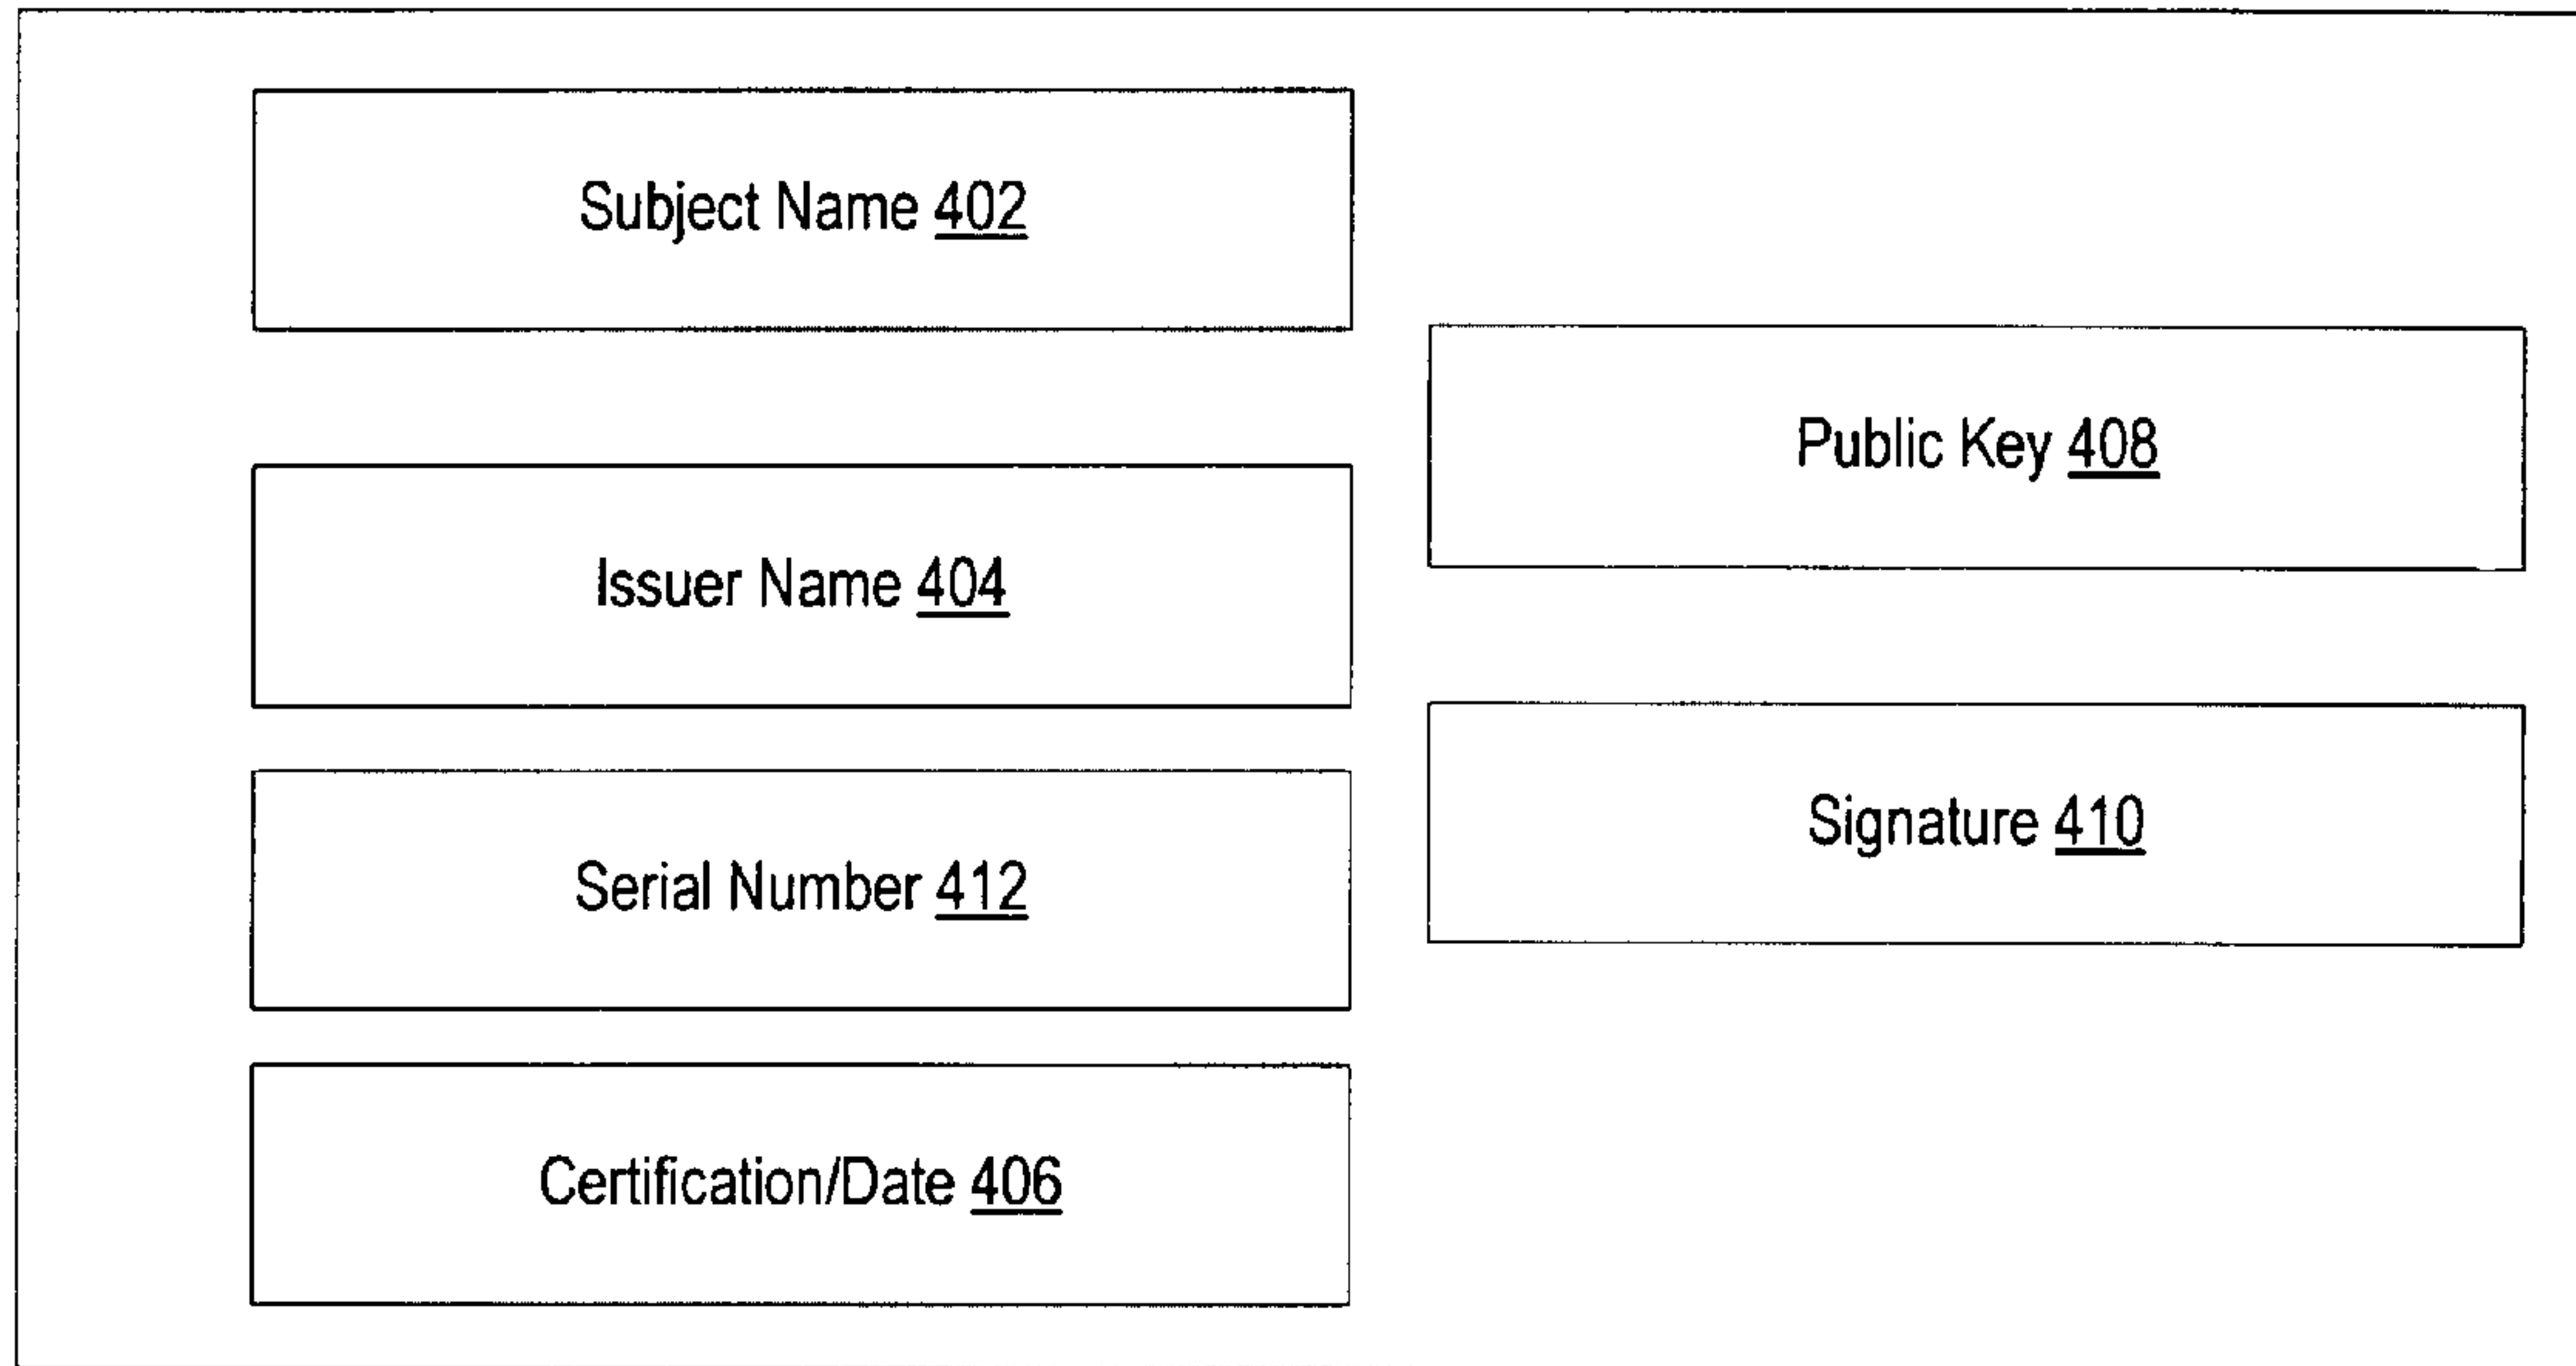 Subject Name 402
Issuer Name 404
Serial Number 412
Certification/Date 406
Public Key 408
Signature 410